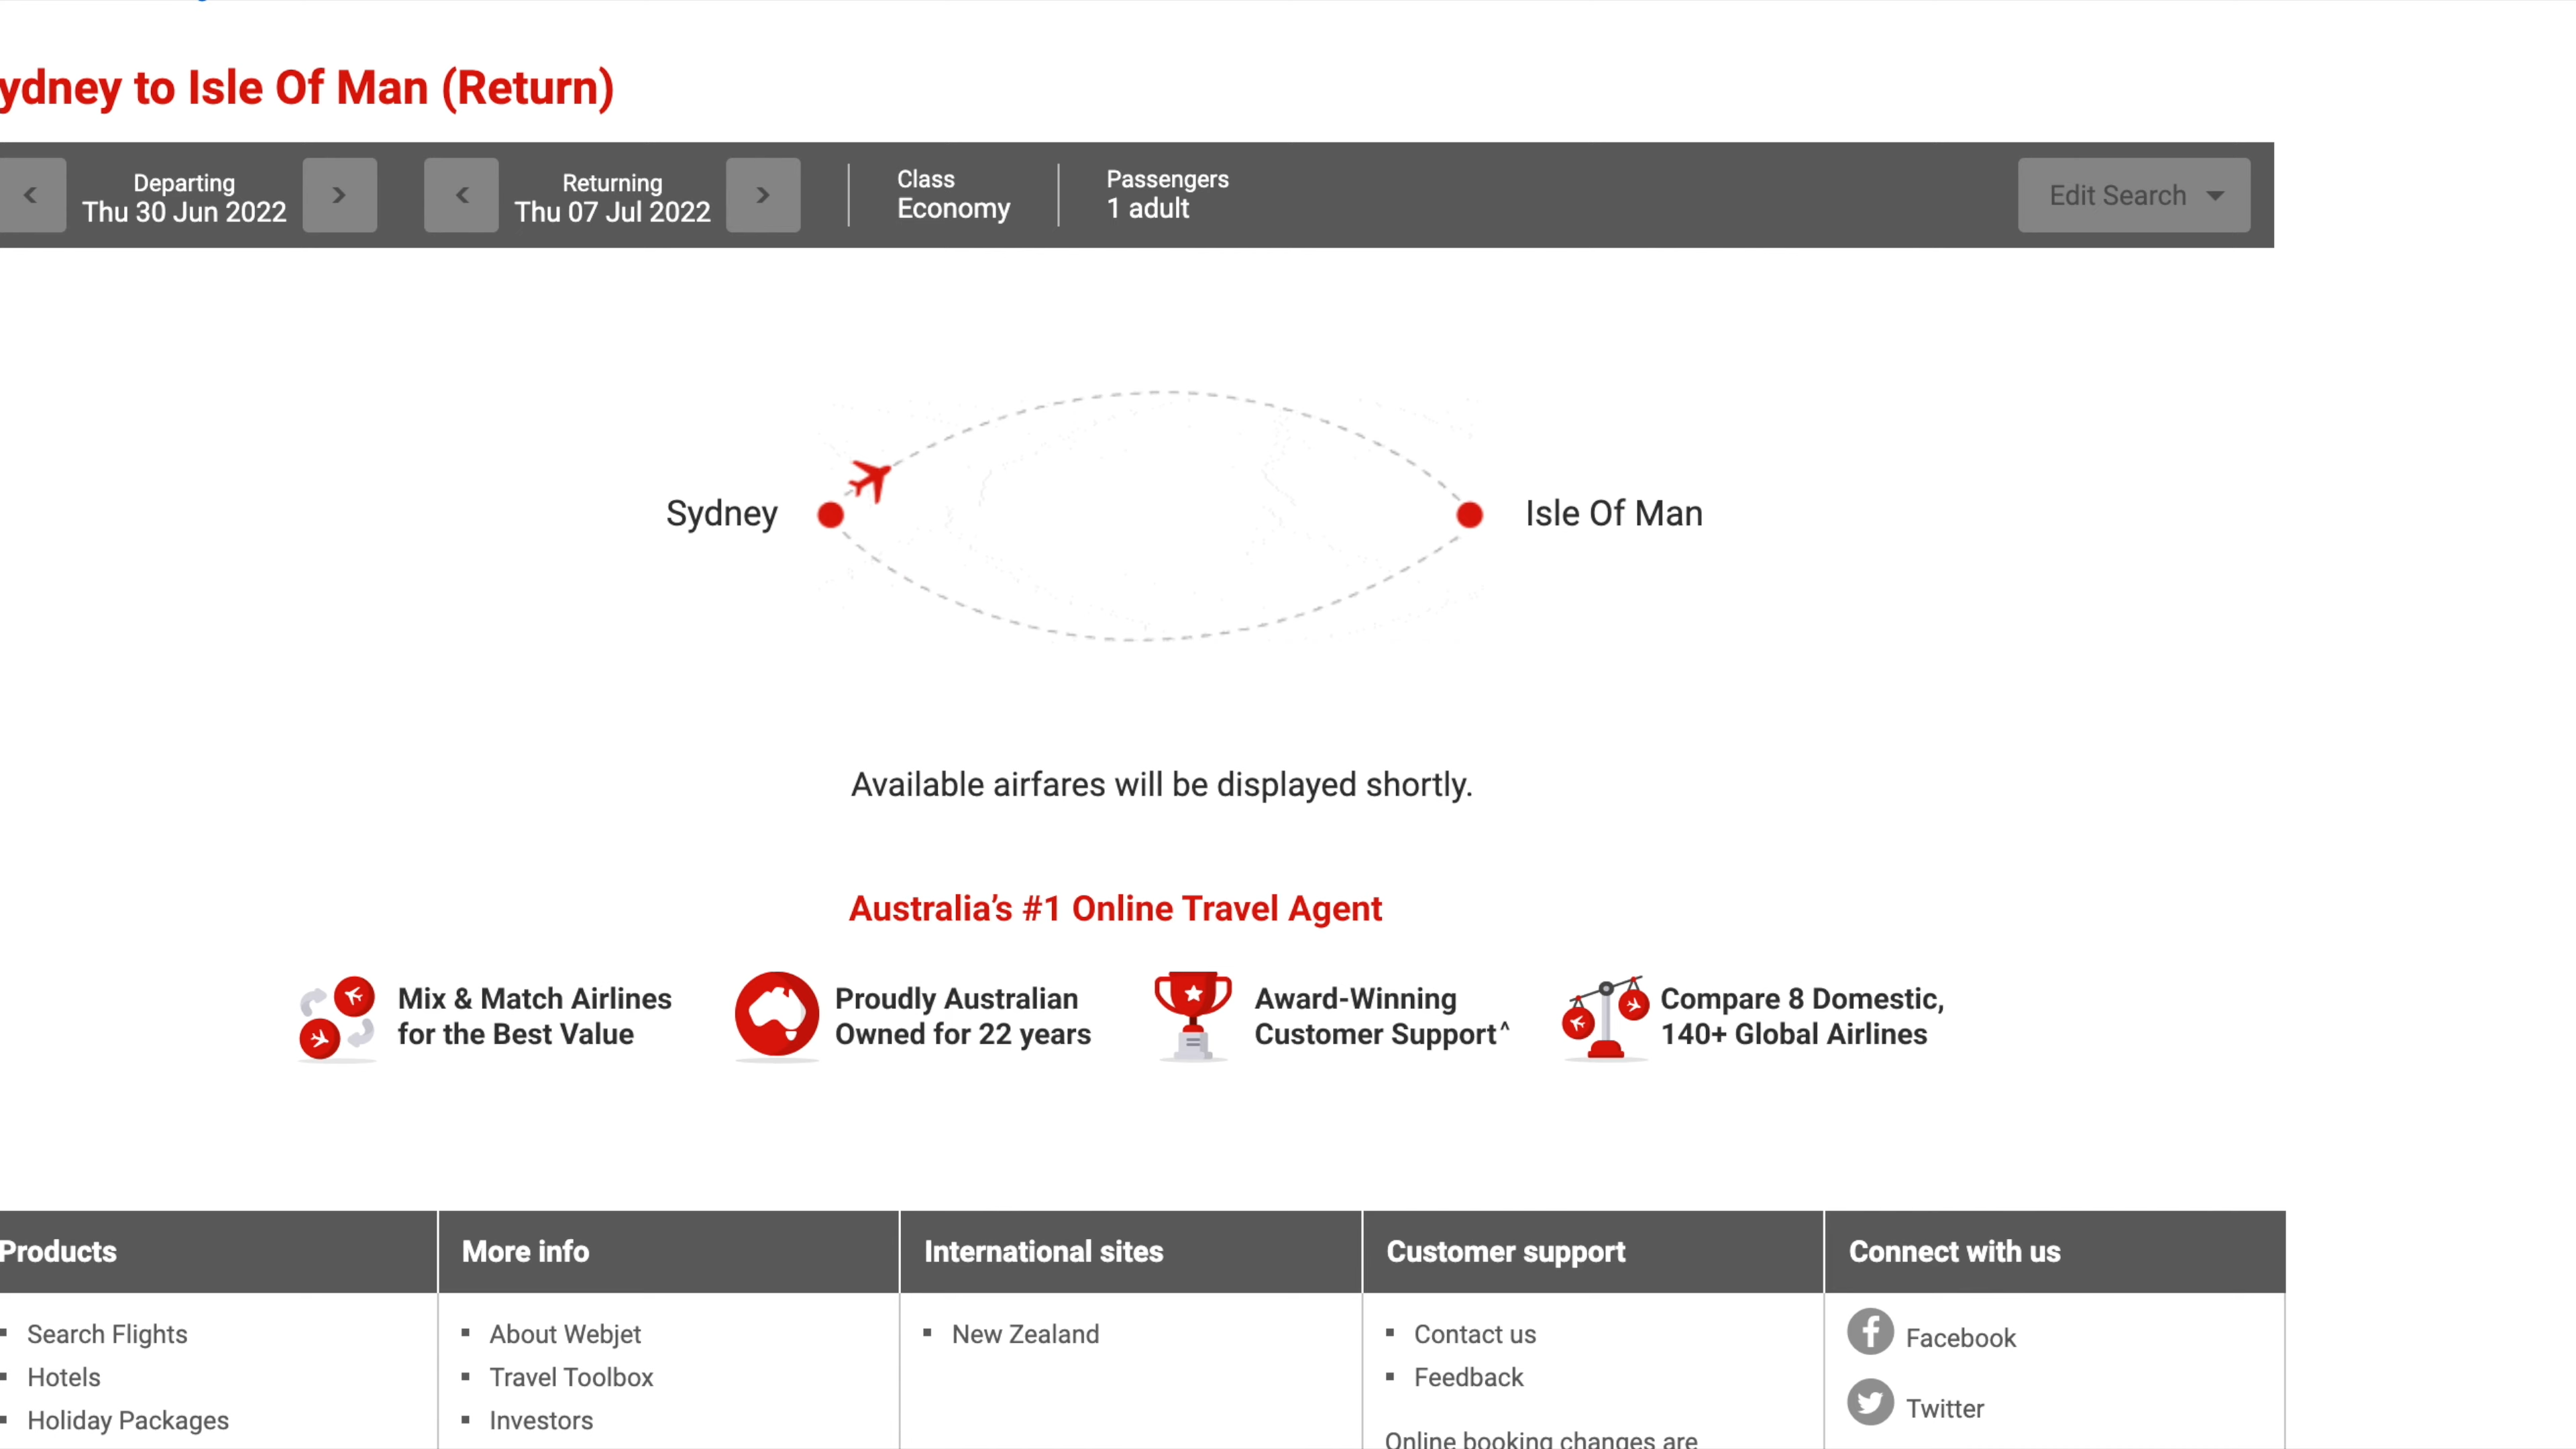 ydney to Isle Of Man (Return)
Departing
Thu 30 Jun 2022
Returning
Thu 07 Jul 2022
Class
Economy
Passengers
1 adult
Edit Search
Sydney
Isle Of Man
Available airfares will be displayed shortly.
Australia’s #1 Online Travel Agent
Mix & Match Airlines
for the Best Value
Proudly Australian
Owned for 22 years
Award-Winning
Customer Support^
Compare 8 Domestic,
140+ Global Airlines
Products
Search Flights
Hotels
Holiday Packages
More info
About Webjet
Travel Toolbox
Investors
International sites
New Zealand
Customer support
Contact us
Feedback
Online booking changes are
Connect with us
Facebook
Twitter